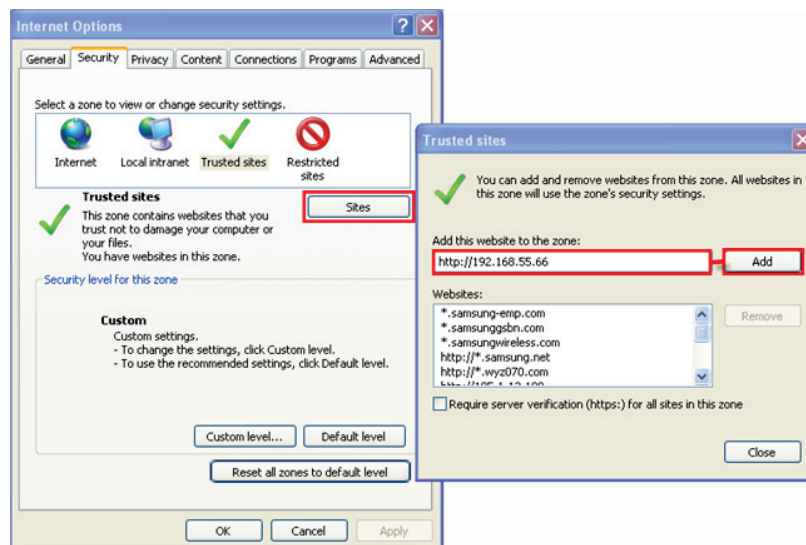 Internet Options
General Security Privacy Content Connections Programs Advanced
Select a zone to view or change security settings.
Internet Local intranet Trusted sites Restricted sites
Trusted sites
Sites
This zone contains websites that you
trust not to damage your computer or
your files.
You have websites in this zone.
Security level for this zone
Custom
Custom settings.
- To change the settings, click Custom level.
- To use the recommended settings, click Default level.
Custom level... Default level
Reset all zones to default level
OK Cancel Apply
Trusted sites
You can add and remove websites from this zone. All websites in
this zone will use the zone's security settings.
Add this website to the zone:
http://192.168.55.66 Add
Websites:
*.samsung-emp.com
*.samsunggsbn.com
*.samsungwireless.com
http://*.samsung.net
http://*.wyz070.com
Remove
Require server verification (https:) for all sites in this zone
Close